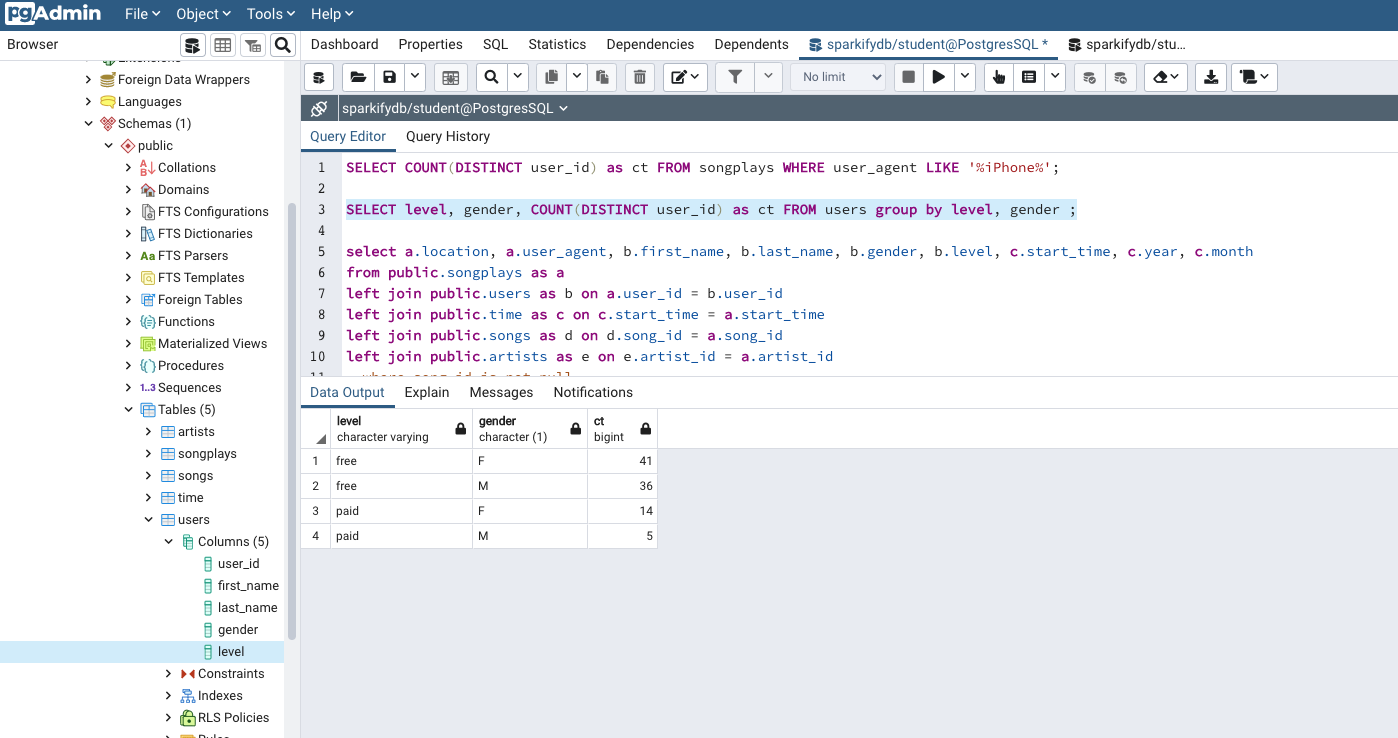 pgAdmin File Object Tools Help
Browser
Dashboard Properties SQL Statistics Dependencies Dependents sparkifydb/student@PostgresSQL * sparkifydb/stu...
No limit
sparkifydb/student@PostgresSQL
Query Editor Query History
Extensions
Foreign Data Wrappers
Languages
Schemas (1)
public
Collations
Domains
FTS Configurations
FTS Dictionaries
Aa FTS Parsers
FTS Templates
Foreign Tables
Functions
Materialized Views
Procedures
1..3 Sequences
Tables (5)
artists
songplays
songs
time
users
Columns (5)
user_id
first_name
last_name
gender
level
Constraints
Indexes
RLS Policies
Rules
1 SELECT COUNT(DISTINCT user_id) as ct FROM songplays WHERE user_agent LIKE '%iPhone%';
2
3 SELECT level, gender, COUNT(DISTINCT user_id) as ct FROM users group by level, gender ;
4
5 select a.location, a.user_agent, b.first_name, b.last_name, b.gender, b.level, c.start_time, c.year, c.month
6 from public.songplays as a
7 left join public.users as b on a.user_id = b.user_id
8 left join public.time as c on c.start_time = a.start_time
9 left join public.songs as d on d.song_id = a.song_id
10 left join public.artists as e on e.artist_id = a.artist_id
11 where song_id is not null
Data Output Explain Messages Notifications
level gender ct
character varying character (1) bigint
1 free F 41
2 free M 36
3 paid F 14
4 paid M 5